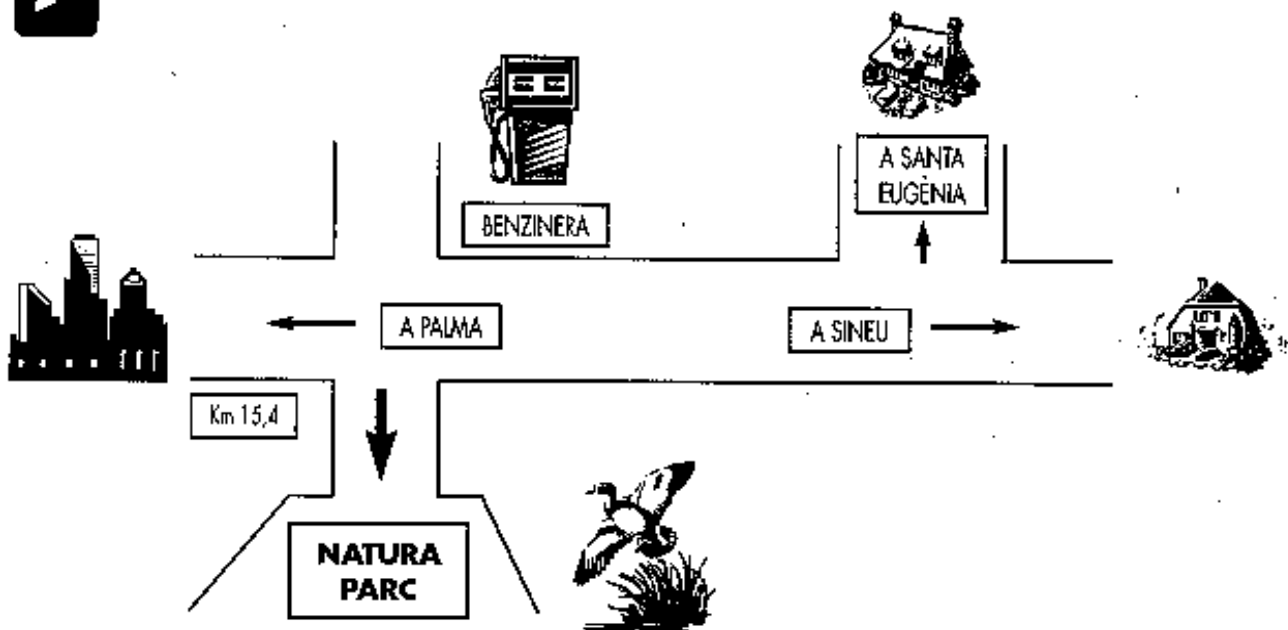 A SANTA
EUGÈNIA
BENZINERA
A PALMA
A SINEU
Km 15,4
NATURA
PARC